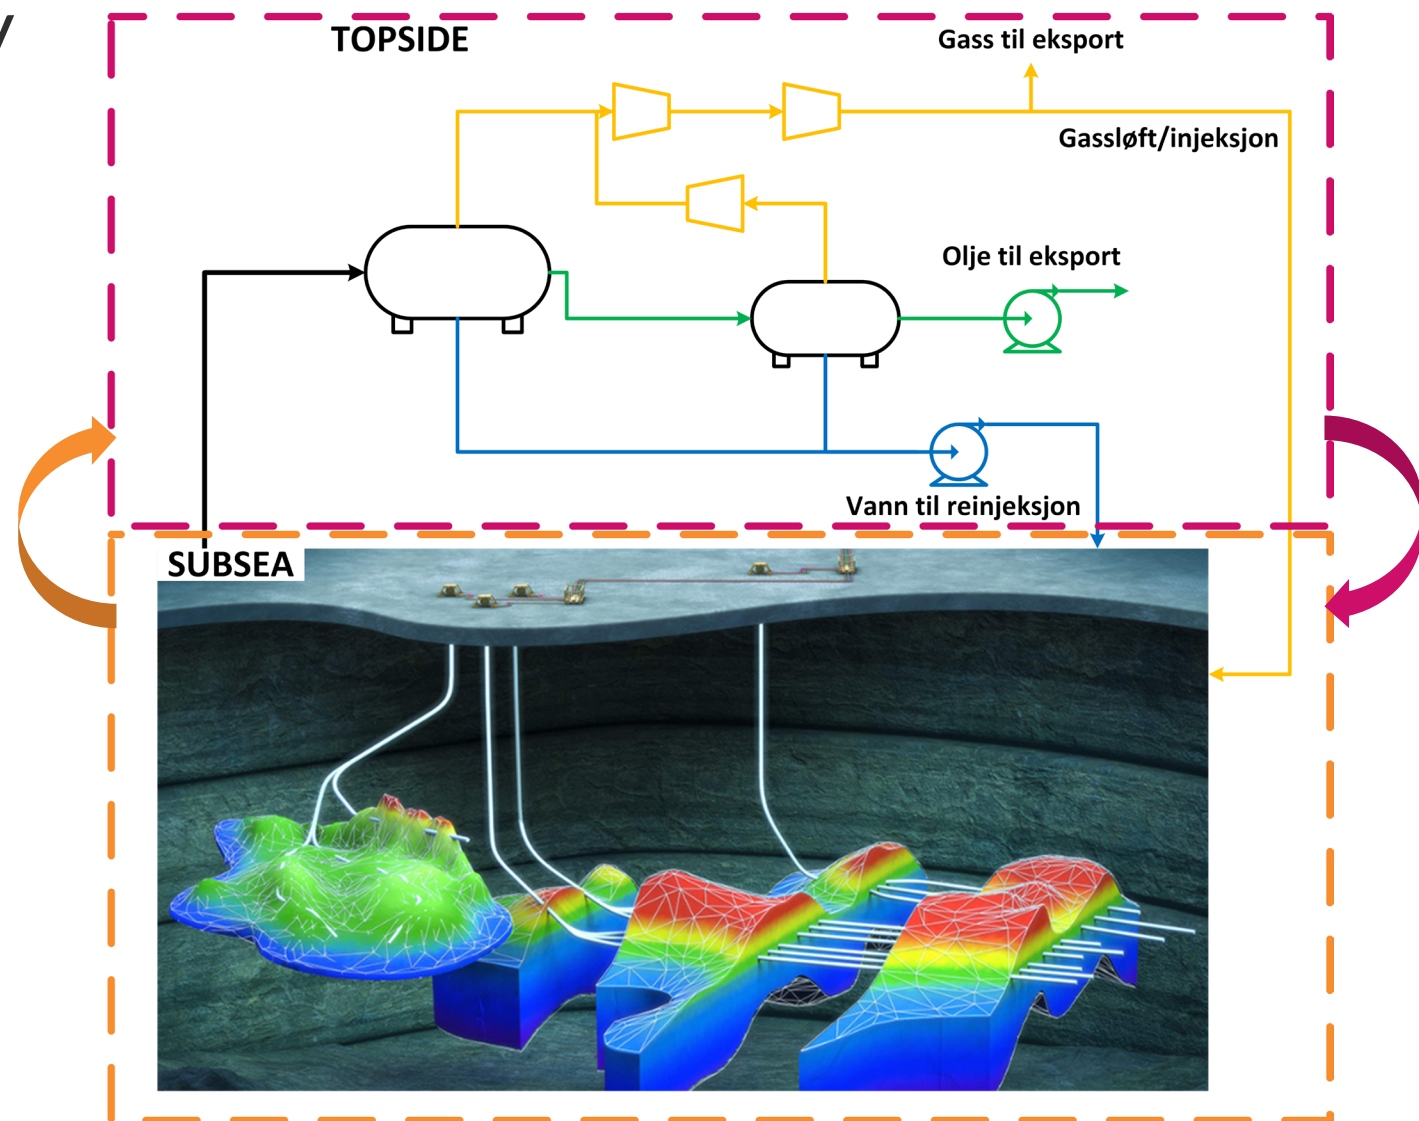 TOPSIDE
Gass til eksport
Gassløft/injeksjon
Olje til eksport
Vann til reinjeksjon
SUBSEA